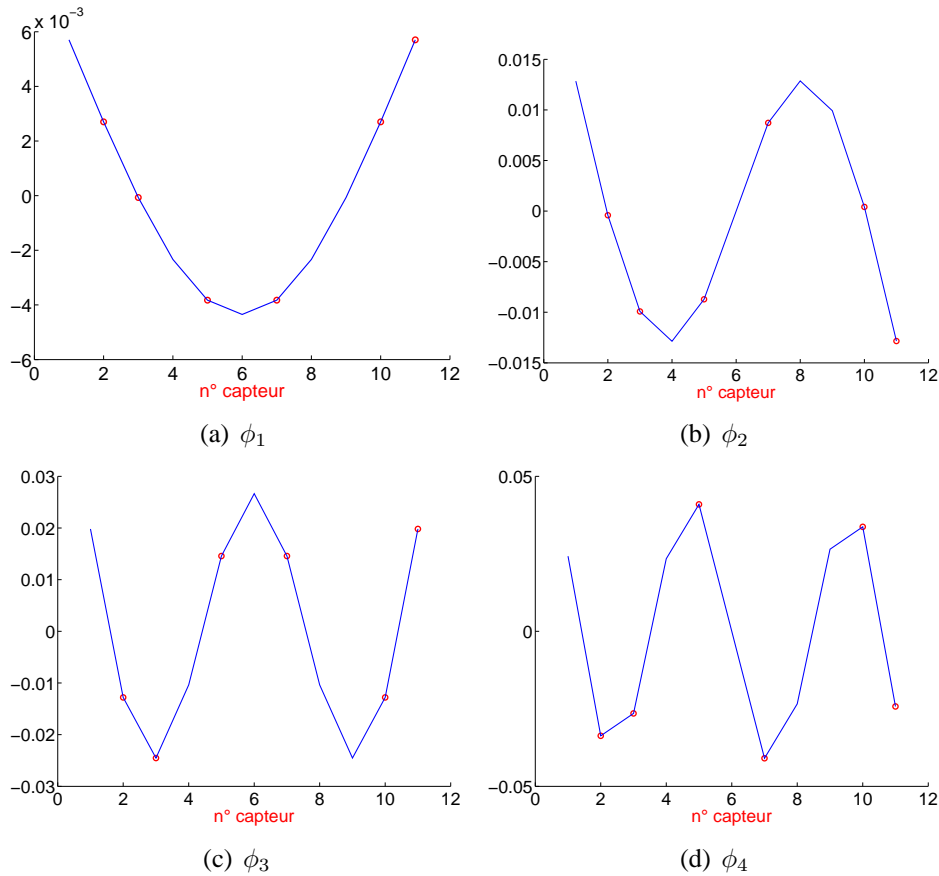 x 10⁻³
6
4
2
0
−2
−4
−6
0 2 4 6 8 10 12
n° capteur
(a) ϕ₁
0.015
0.01
0.005
0
−0.005
−0.01
−0.015
0 2 4 6 8 10 12
n° capteur
(b) ϕ₂
0.03
0.02
0.01
0
−0.01
−0.02
−0.03
0 2 4 6 8 10 12
n° capteur
(c) ϕ₃
0.05
0
−0.05
0 2 4 6 8 10 12
n° capteur
(d) ϕ₄